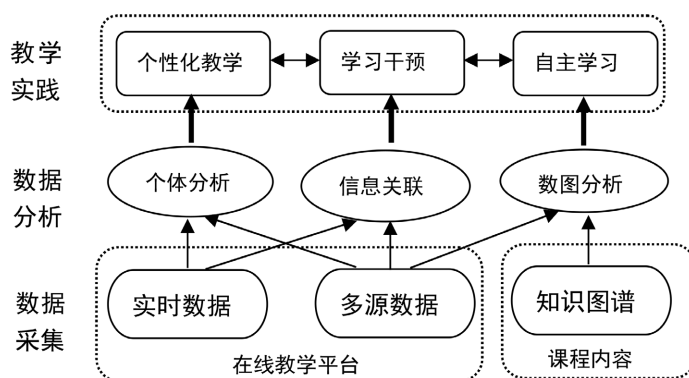 教学
实践
个性化教学
学习干预
自主学习
数据
分析
个体分析
信息关联
数图分析
数据
采集
实时数据
多源数据
知识图谱
在线教学平台
课程内容